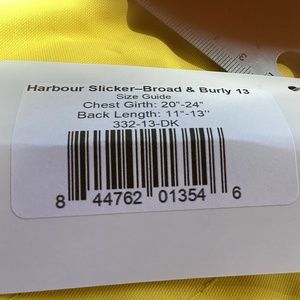 Harbour Slicker–Broad & Burly 13
Size Guide
Chest Girth: 20"-24"
Back Length: 11"-13"
332-13-DK
8 44762 01354 6